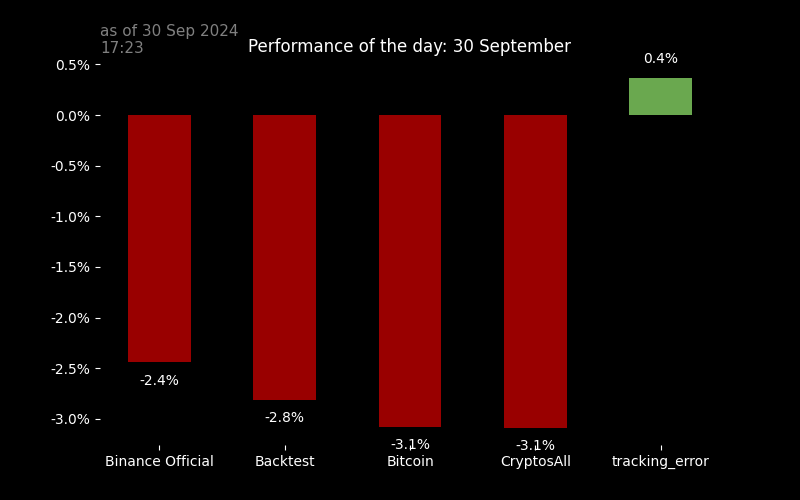 as of 30 Sep 2024
17:23
Performance of the day: 30 September
0.5%
0.0%
-0.5%
-1.0%
-1.5%
-2.0%
-2.5%
-3.0%
0.4%
-2.4%
-2.8%
-3.1%
-3.1%
Binance Official
Backtest
Bitcoin
CryptosAll
tracking_error